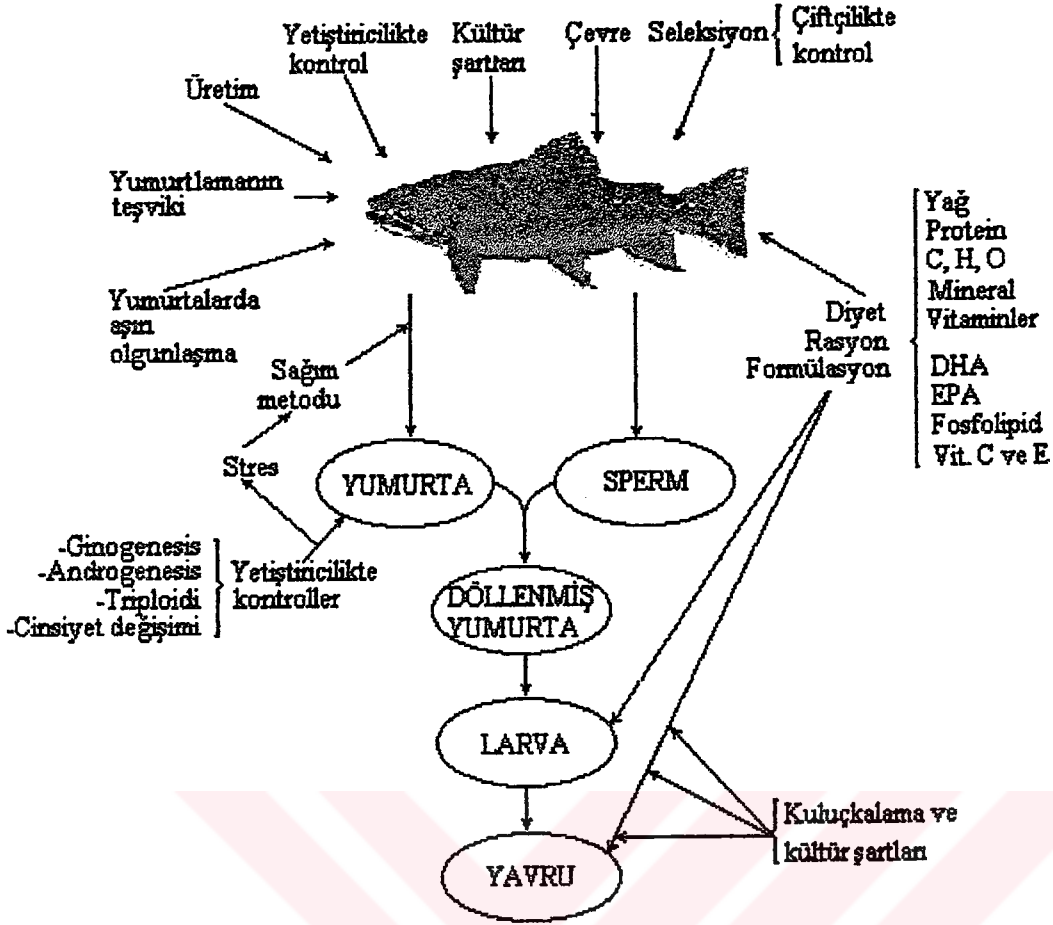 Yetiştiricilikte
kontrol
Kültür
şartları
Çevre
Seleksiyon
Çiftçilikte
kontrol
Üretim
Yumurtlamanın
teşviki
Yumurtalarda
aşırı
olgunlaşma
Yağ
Protein
C, H, O
Mineral
Vitaminler
DHA
EPA
Fosfolipid
Vit. C ve E
Diyet
Rasyon
Formülasyon
Sağım
metodu
Stres
YUMURTA
SPERM
-Ginogenesis
-Androgenesis
-Triploidi
-Cinsiyet değişimi
Yetiştiricilikte
kontroller
DÖLLENMİŞ
YUMURTA
LARVA
Kuluçkalama ve
kültür şartları
YAVRU